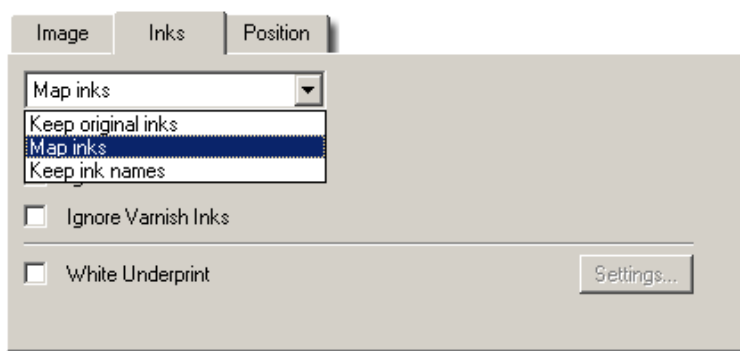 Image Inks Position
Map inks
Keep original inks
Map inks
Keep ink names
Ignore Varnish Inks
White Underprint Settings...